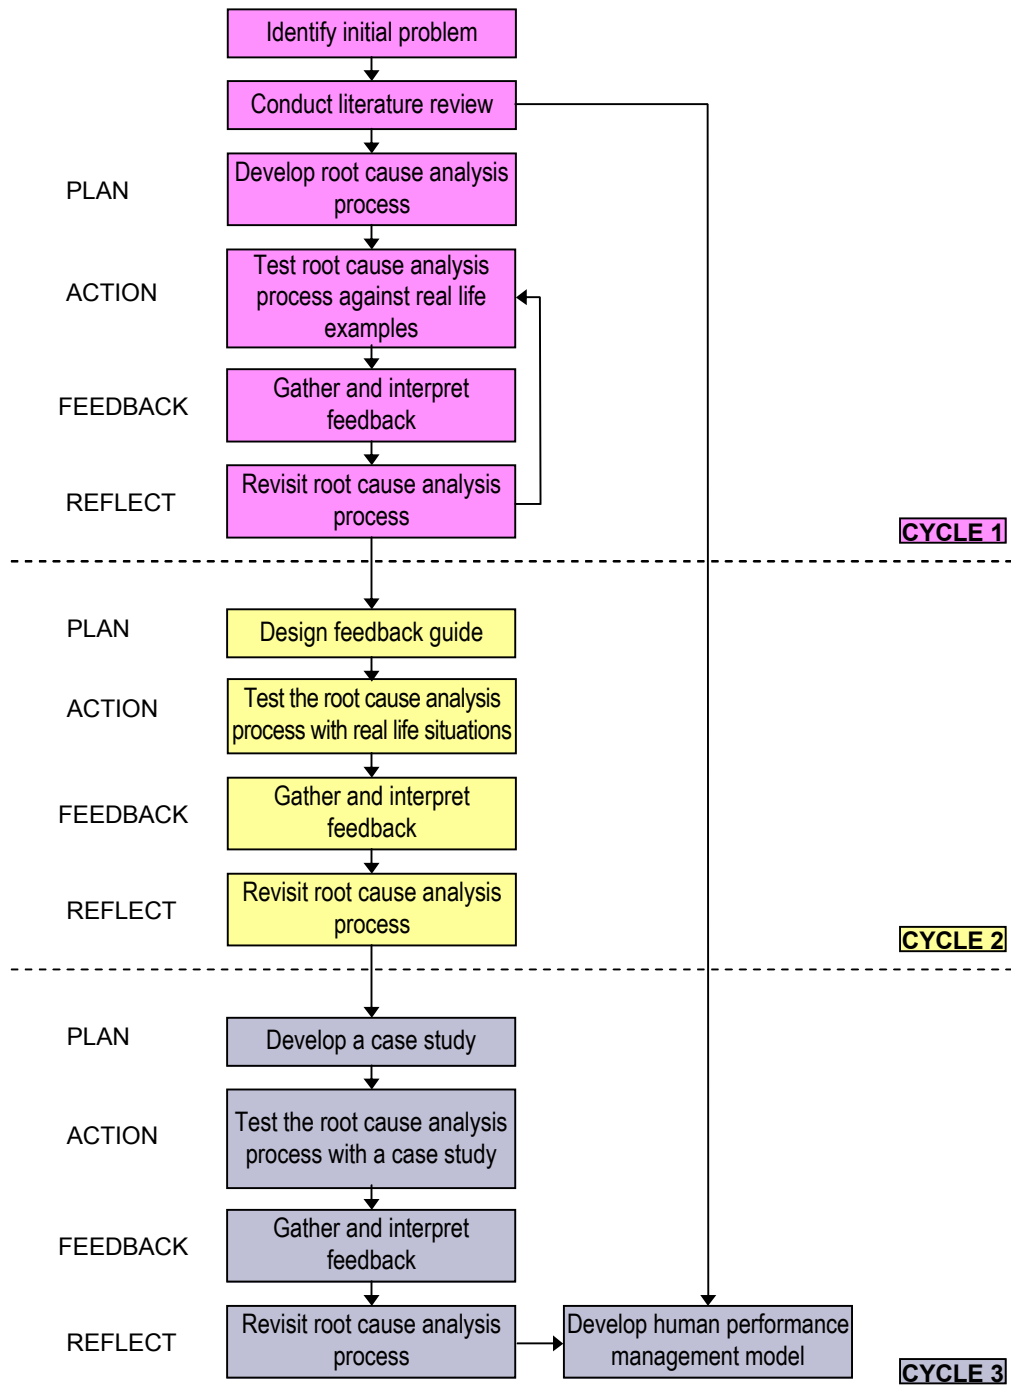 Identify initial problem
Conduct literature review
PLAN
Develop root cause analysis
process
ACTION
Test root cause analysis
process against real life
examples
FEEDBACK
Gather and interpret
feedback
REFLECT
Revisit root cause analysis
process
CYCLE 1
PLAN
Design feedback guide
ACTION
Test the root cause analysis
process with real life situations
FEEDBACK
Gather and interpret
feedback
REFLECT
Revisit root cause analysis
process
CYCLE 2
PLAN
Develop a case study
ACTION
Test the root cause analysis
process with a case study
FEEDBACK
Gather and interpret
feedback
REFLECT
Revisit root cause analysis
process
Develop human performance
management model
CYCLE 3